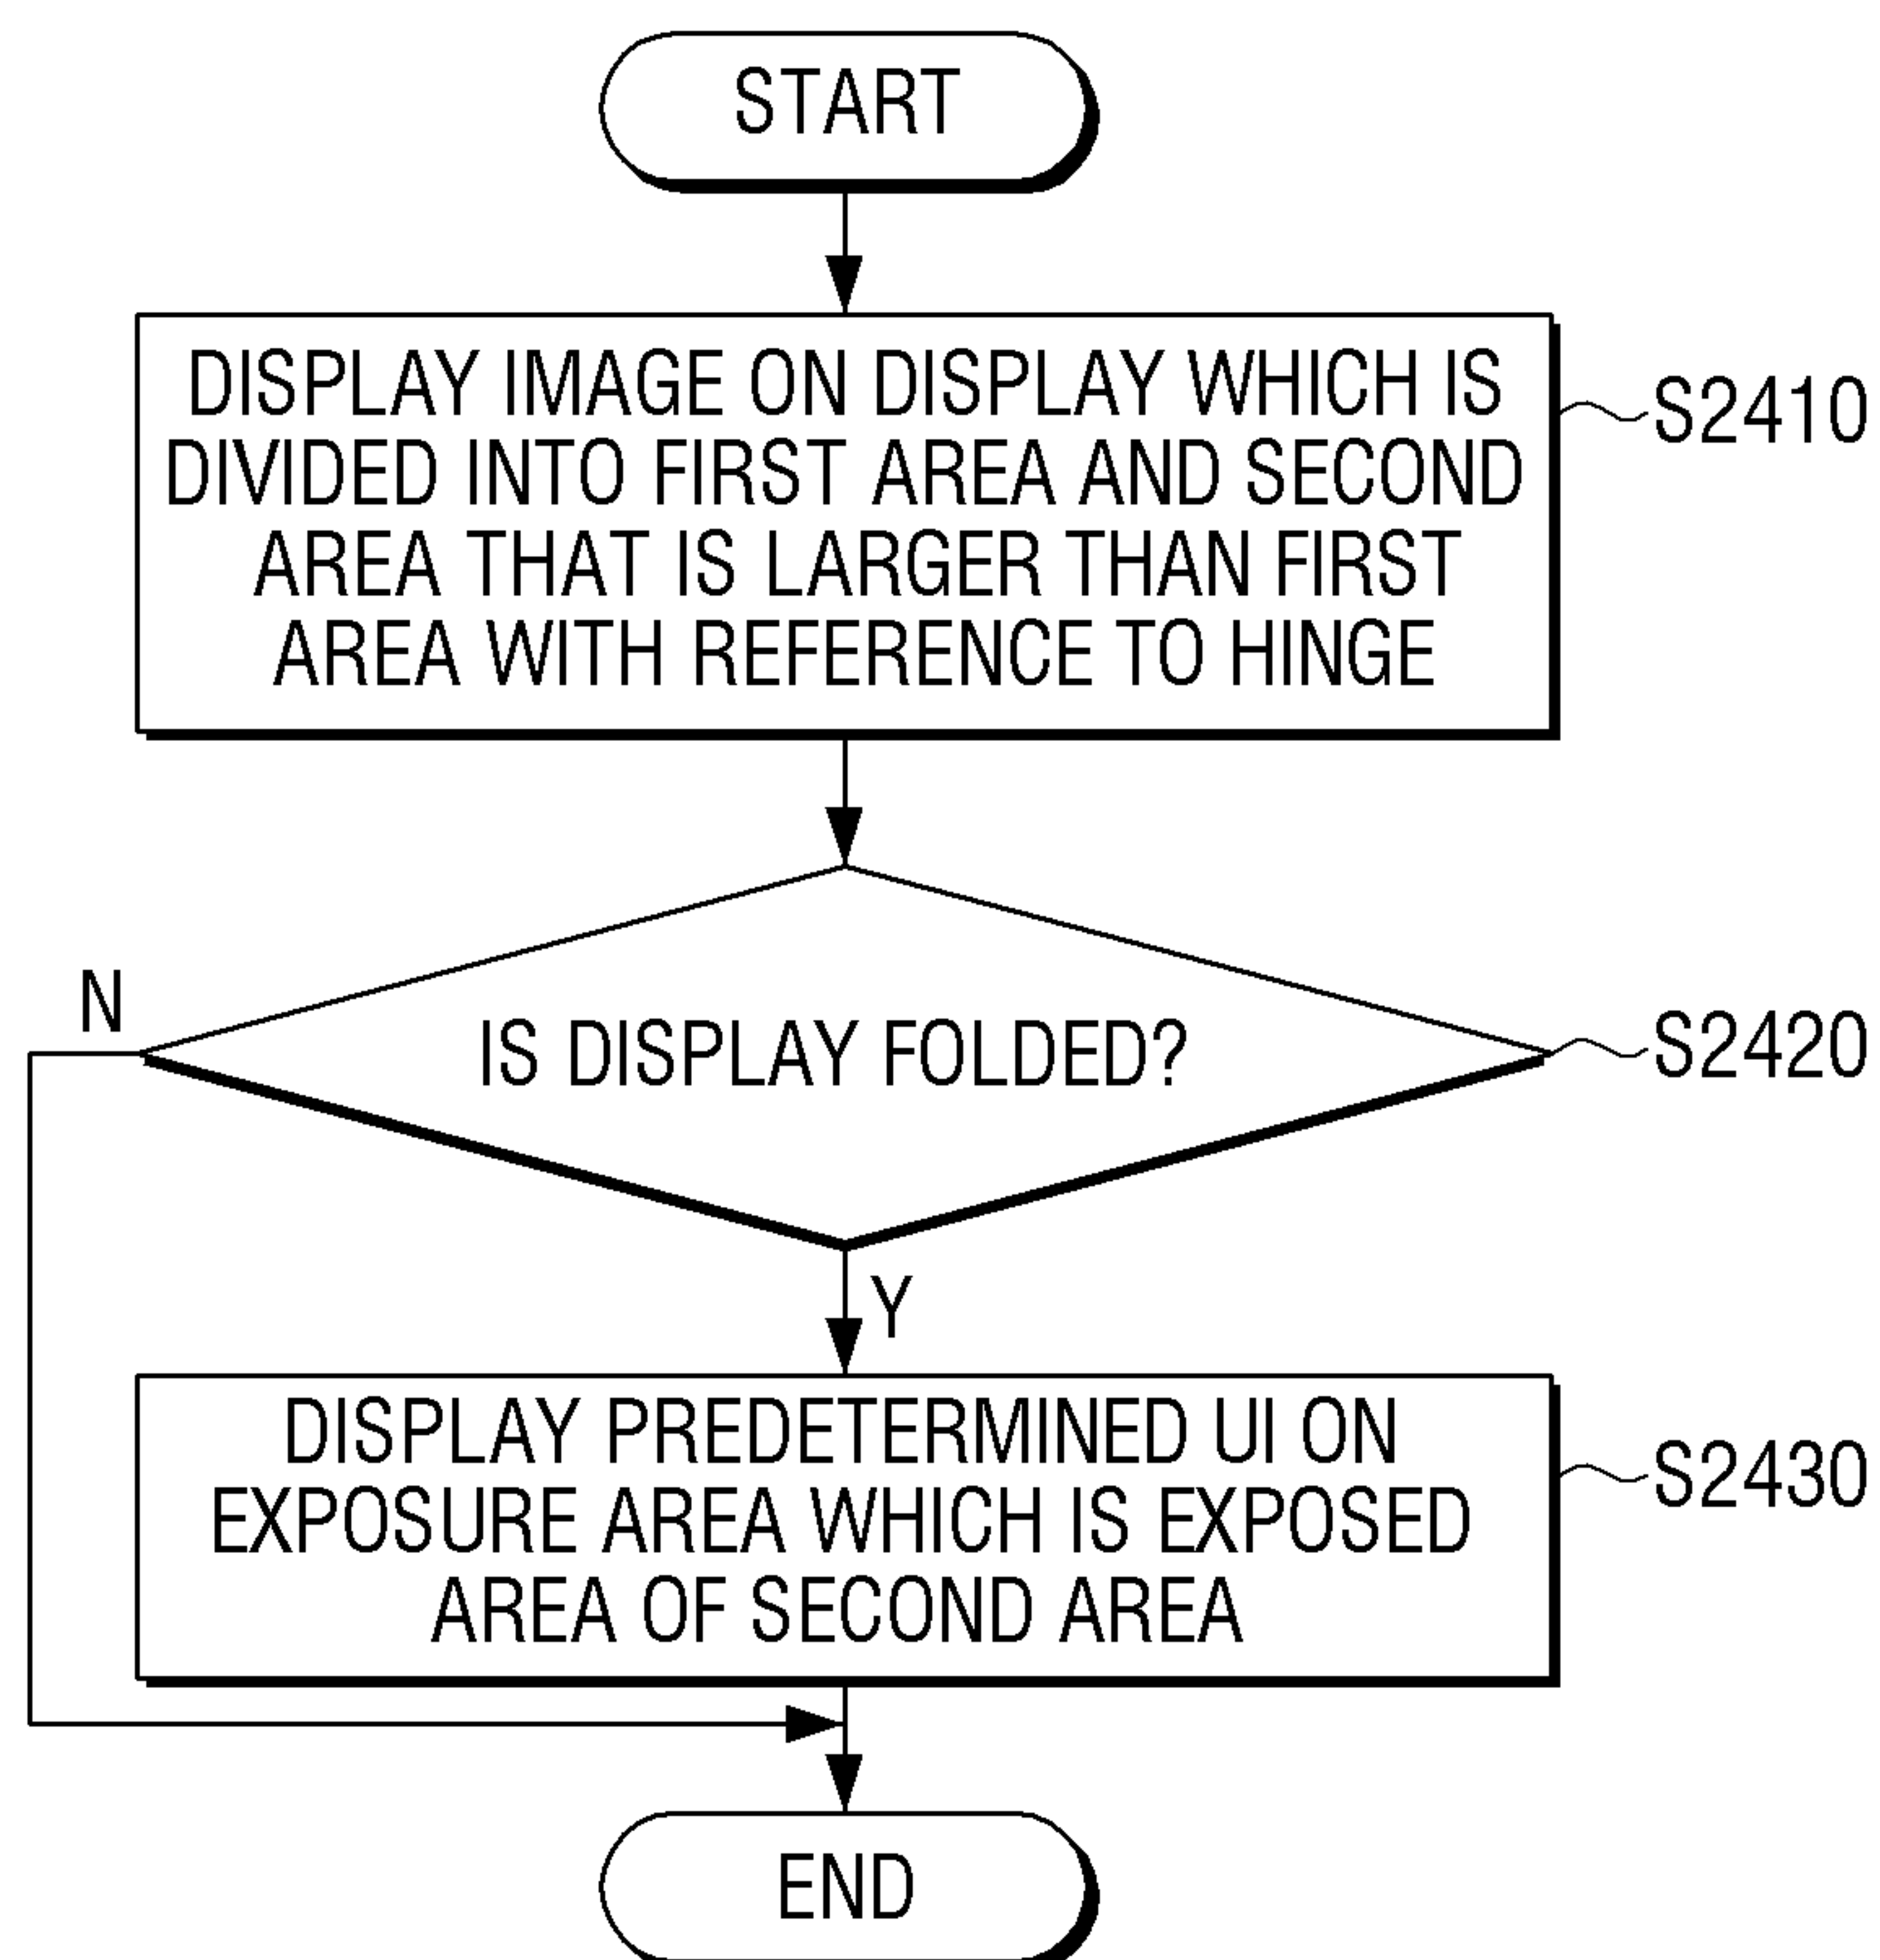 START
DISPLAY IMAGE ON DISPLAY WHICH IS
DIVIDED INTO FIRST AREA AND SECOND
AREA THAT IS LARGER THAN FIRST
AREA WITH REFERENCE TO HINGE
S2410
N
IS DISPLAY FOLDED?
S2420
Y
DISPLAY PREDETERMINED UI ON
EXPOSURE AREA WHICH IS EXPOSED
AREA OF SECOND AREA
S2430
END